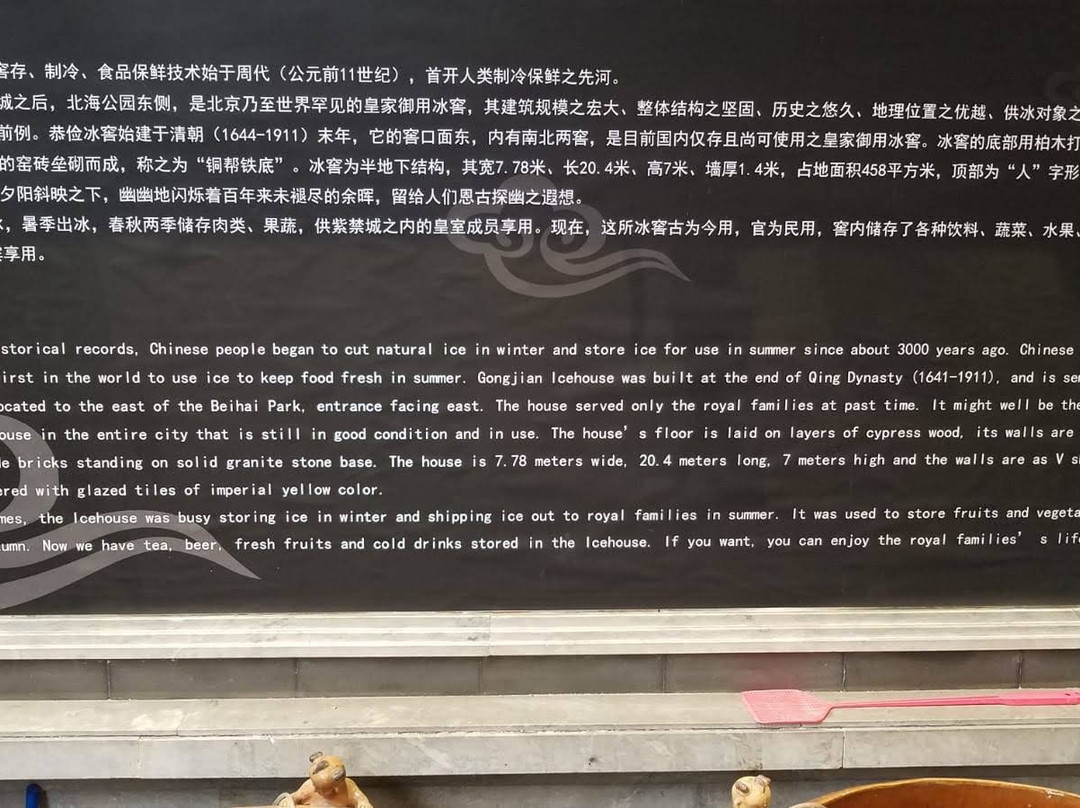 窖存、制冷、食品保鲜技术始于周代（公元前11世纪），首开人类制冷保鲜之先河。
城之后，北海公园东侧，是北京乃至世界罕见的皇家御用冰窖，其建筑规模之宏大、整体结构之坚固、历史之悠久、地理位置之优越、供冰对象之
前例。恭俭冰窖始建于清朝（1644-1911）末年，它的窖口面东，内有南北两窖，是目前国内仅存且尚可使用之皇家御用冰窖。冰窖的底部用柏木打
的窑砖垒砌而成，称之为“铜帮铁底”。冰窖为半地下结构，其宽7.78米、长20.4米、高7米、墙厚1.4米，占地面积458平方米，顶部为“人”字形
夕阳斜映之下，幽幽地闪烁着百年来未褪尽的余晖，留给人们思古探幽之遐想。
冰，暑季出冰，春秋两季储存肉类、果蔬，供紫禁城之内的皇室成员享用。现在，这所冰窖古为今用，官为民用，窖内储存了各种饮料、蔬菜、水果、
享用。
storical records, Chinese people began to cut natural ice in winter and store ice for use in summer since about 3000 years ago. Chinese
irst in the world to use ice to keep food fresh in summer. Gongjian Icehouse was built at the end of Qing Dynasty (1641-1911), and is se
ocated to the east of the Beihai Park, entrance facing east. The house served only the royal families at past time. It might well be the
ouse in the entire city that is still in good condition and in use. The house’s floor is laid on layers of cypress wood, its walls are
e bricks standing on solid granite stone base. The house is 7.78 meters wide, 20.4 meters long, 7 meters high and the walls are as V s
ered with glazed tiles of imperial yellow color.
mes, the Icehouse was busy storing ice in winter and shipping ice out to royal families in summer. It was used to store fruits and vegeta
umn. Now we have tea, beer, fresh fruits and cold drinks stored in the Icehouse. If you want, you can enjoy the royal families’ s life